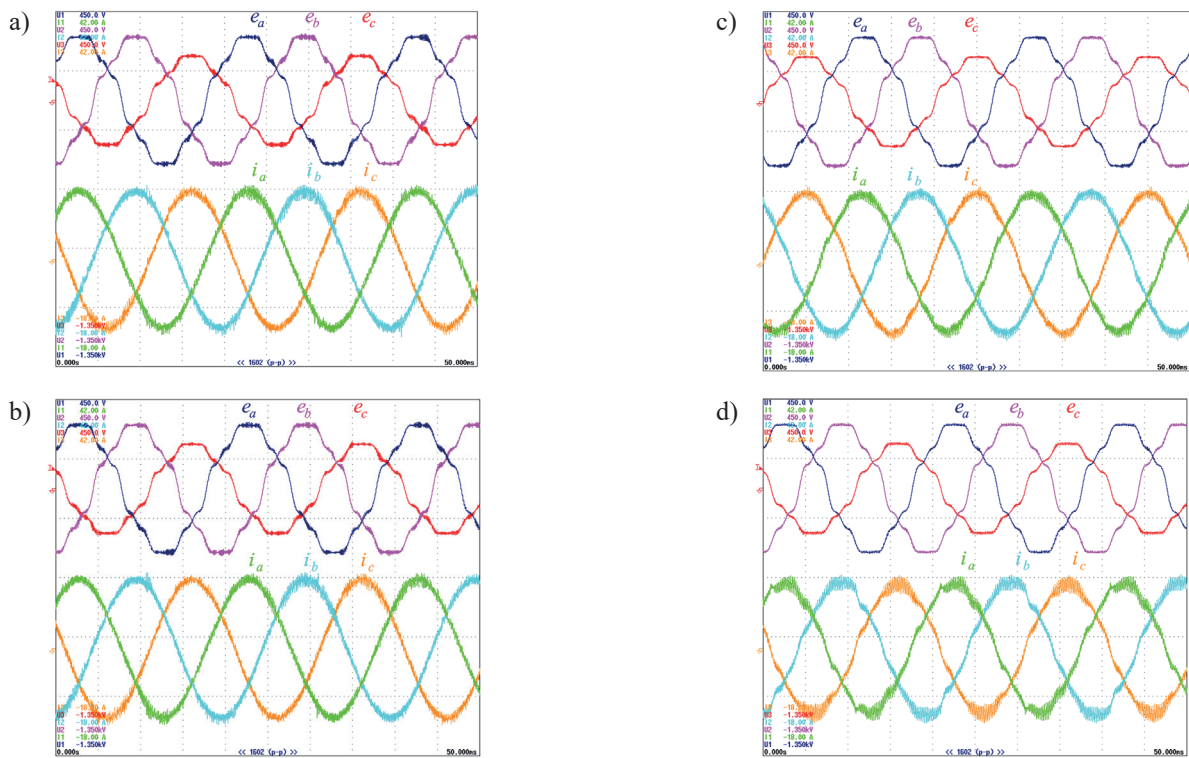 a)
U1 450.0 V
I1 42.00 A
U2 450.0 V
U3 450.0 V
42.00 A
e_a e_b e_c
i_a i_b i_c
-18.00 A
U3 -1.350kV
I2 -18.00 A
U2 -1.350kV
I1 -18.00 A
U1 -1.350kV
0.000s << 1602 (p-p) >> 50.000ms
b)
U1 450.0 V
I1 42.00 A
U2 450.0 V
U3 450.0 V
42.00 A
e_a e_b e_c
i_a i_b i_c
-18.00 A
U3 -1.350kV
I2 -18.00 A
U2 -1.350kV
I1 -18.00 A
U1 -1.350kV
0.000s << 1602 (p-p) >> 50.000ms
c)
U1 450.0 V
I1 42.00 A
U2 450.0 V
I2 42.00 A
U3 450.0 V
42.00 A
e_a e_b e_c
i_a i_b i_c
U3 -1.350kV
I2 -18.00 A
U2 -1.350kV
I1 -18.00 A
U1 -1.350kV
0.000s << 1602 (p-p) >> 50.000ms
d)
U1 450.0 V
I1 42.00 A
U2 450.0 V
U3 450.0 V
e_a e_b e_c
i_a i_b i_c
-18.00 A
U3 -1.350kV
I2 -18.00 A
U2 -1.350kV
I1 -18.00 A
U1 -1.350kV
0.000s << 1602 (p-p) >> 50.000ms